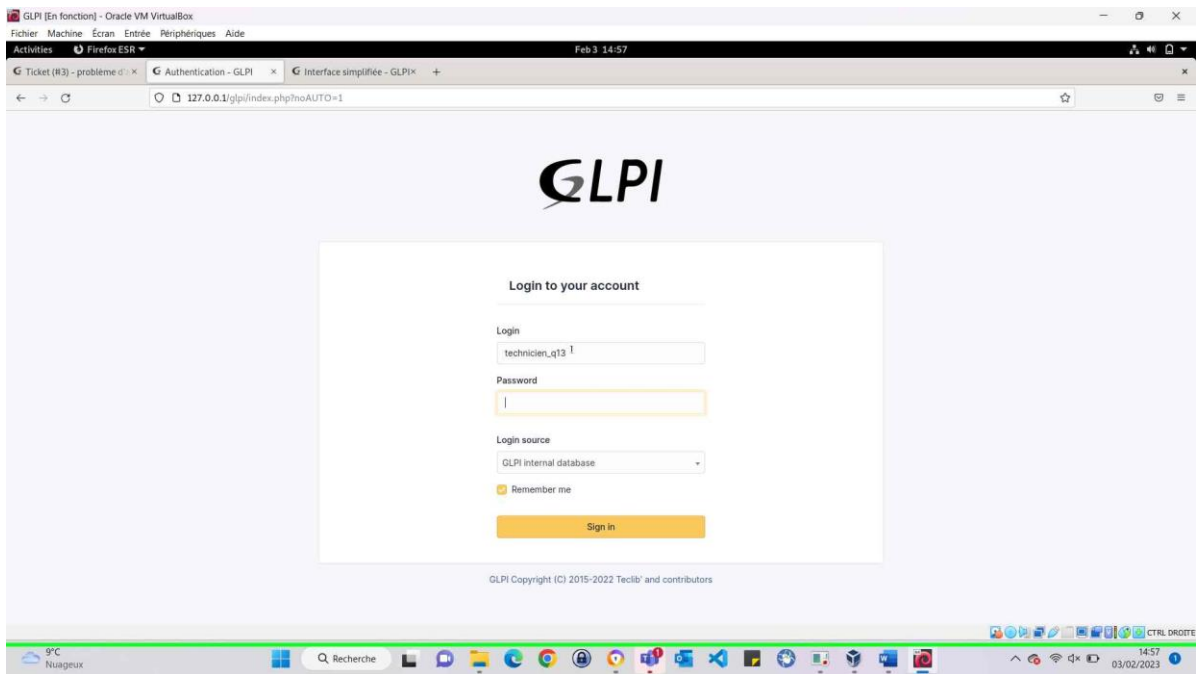 GLPI [En fonction] - Oracle VM VirtualBox
Fichier Machine Écran Entrée Périphériques Aide
Activities Firefox ESR Feb 3 14:57
Ticket (#3) - problème d' Authentication - GLPI Interface simplifiée - GLPI
127.0.0.1/glpi/index.php?noAUTO=1
GLPI
Login to your account
Login
technicien_q13
Password
Login source
GLPI internal database
Remember me
Sign in
GLPI Copyright (C) 2015-2022 Teclib' and contributors
CTRL DROITE
9°C
Nuageux
Recherche
14:57
03/02/2023